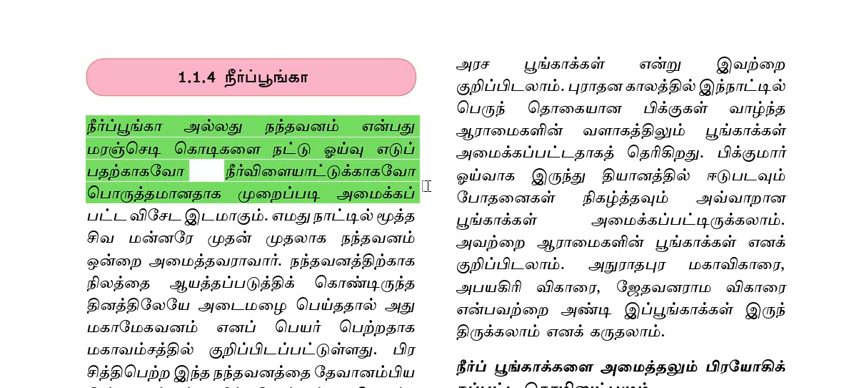 1.1.4 நீர்ப்பூங்கா
நீர்ப்பூங்கா அல்லது நந்தவனம் என்பது
மரஞ்செடி கொடிகளை நட்டு ஓய்வு எடுப்
பதற்காகவோ நீர்விளையாட்டுக்காகவோ
பொருத்தமானதாக முறைப்படி அமைக்கப்
பட்ட விசேட இடமாகும். எமது நாட்டில் மூத்த
சிவ மன்னரே முதன் முதலாக நந்தவனம்
ஒன்றை அமைத்தவராவார். நந்தவனத்திற்காக
நிலத்தை ஆயத்தப்படுத்திக் கொண்டிருந்த
தினத்திலேயே அடைமழை பெய்ததால் அது
மகாமேகவனம் எனப் பெயர் பெற்றதாக
மகாவம்சத்தில் குறிப்பிடப்பட்டுள்ளது. பிர
சித்திபெற்ற இந்த நந்தவனத்தை தேவானம்பிய
அரச பூங்காக்கள் என்று இவற்றை
குறிப்பிடலாம். புராதன காலத்தில் இந்நாட்டில்
பெருந் தொகையான பிக்குகள் வாழ்ந்த
ஆராமைகளின் வளாகத்திலும் பூங்காக்கள்
அமைக்கப்பட்டதாகத் தெரிகிறது. பிக்குமார்
ஓய்வாக இருந்து தியானத்தில் ஈடுபடவும்
போதனைகள் நிகழ்த்தவும் அவ்வாறான
பூங்காக்கள் அமைக்கப்பட்டிருக்கலாம்.
அவற்றை ஆராமைகளின் பூங்காக்கள் எனக்
குறிப்பிடலாம். அநுராதபுர மகாவிகாரை,
அபயகிரி விகாரை, ஜேதவனராம விகாரை
என்பவற்றை அண்டி இப்பூங்காக்கள் இருந்
திருக்கலாம் எனக் கருதலாம்.
நீர்ப் பூங்காக்களை அமைத்தலும் பிரயோகிக்